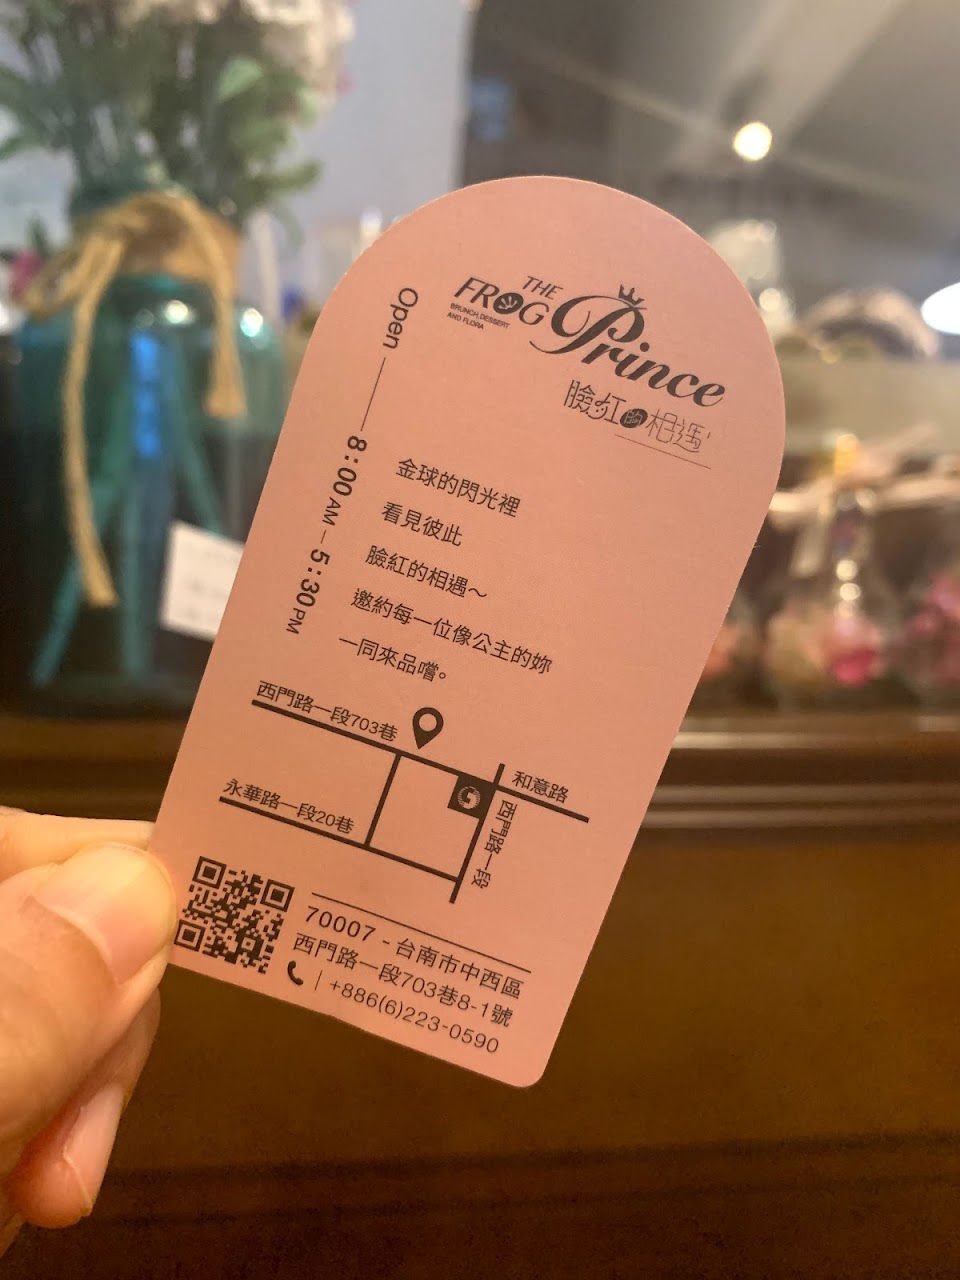 THE
FROG
Prince
BRUNCH,DESSERT
AND FLORA
臉紅的相遇
Open
8:00AM – 5:30PM
金球的閃光裡
看見彼此
臉紅的相遇～
邀約每一位像公主的妳
一同來品嚐。
西門路一段703巷
和意路
永華路一段20巷
西門路一段
70007 - 台南市中西區
西門路一段703巷8-1號
+886(6)223-0590